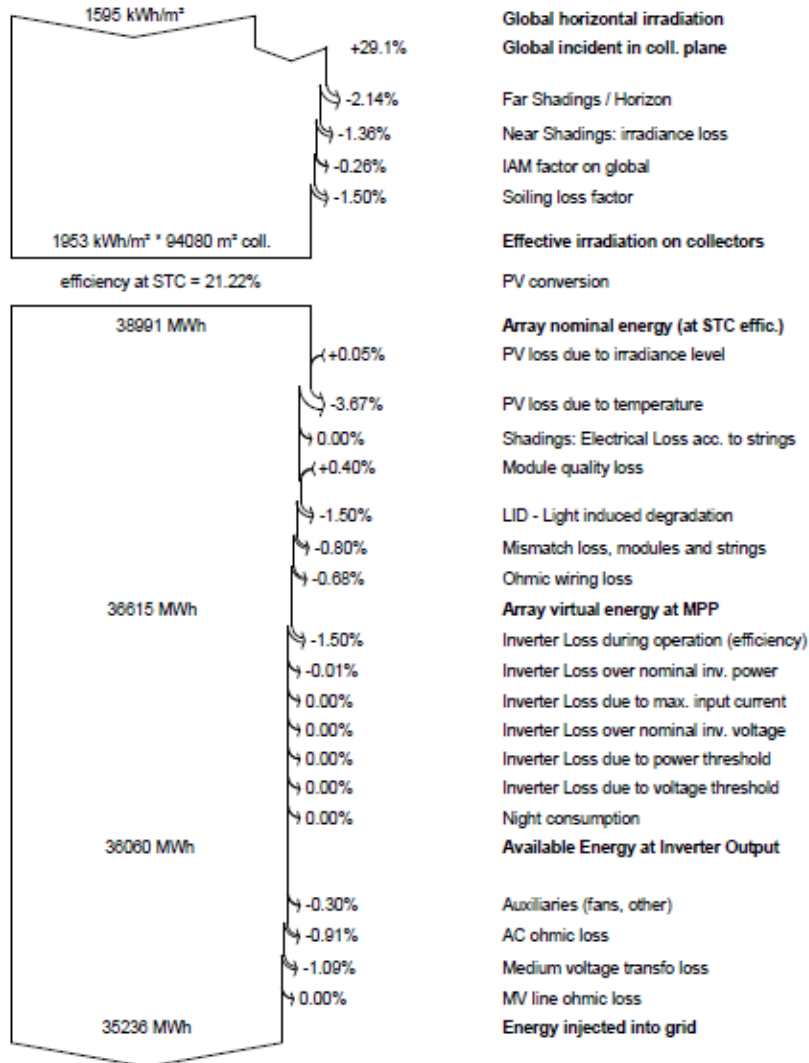 1595 kWh/m² Global horizontal irradiation
+29.1% Global incident in coll. plane
-2.14% Far Shadings / Horizon
-1.36% Near Shadings: irradiance loss
-0.26% IAM factor on global
-1.50% Soiling loss factor
1953 kWh/m² * 94080 m² coll. Effective irradiation on collectors
efficiency at STC = 21.22% PV conversion
38991 MWh Array nominal energy (at STC effic.)
+0.05% PV loss due to irradiance level
-3.67% PV loss due to temperature
0.00% Shadings: Electrical Loss acc. to strings
+0.40% Module quality loss
-1.50% LID - Light induced degradation
-0.80% Mismatch loss, modules and strings
-0.68% Ohmic wiring loss
36615 MWh Array virtual energy at MPP
-1.50% Inverter Loss during operation (efficiency)
-0.01% Inverter Loss over nominal inv. power
0.00% Inverter Loss due to max. input current
0.00% Inverter Loss over nominal inv. voltage
0.00% Inverter Loss due to power threshold
0.00% Inverter Loss due to voltage threshold
0.00% Night consumption
36060 MWh Available Energy at Inverter Output
-0.30% Auxiliaries (fans, other)
-0.91% AC ohmic loss
-1.09% Medium voltage transfo loss
0.00% MV line ohmic loss
35236 MWh Energy injected into grid